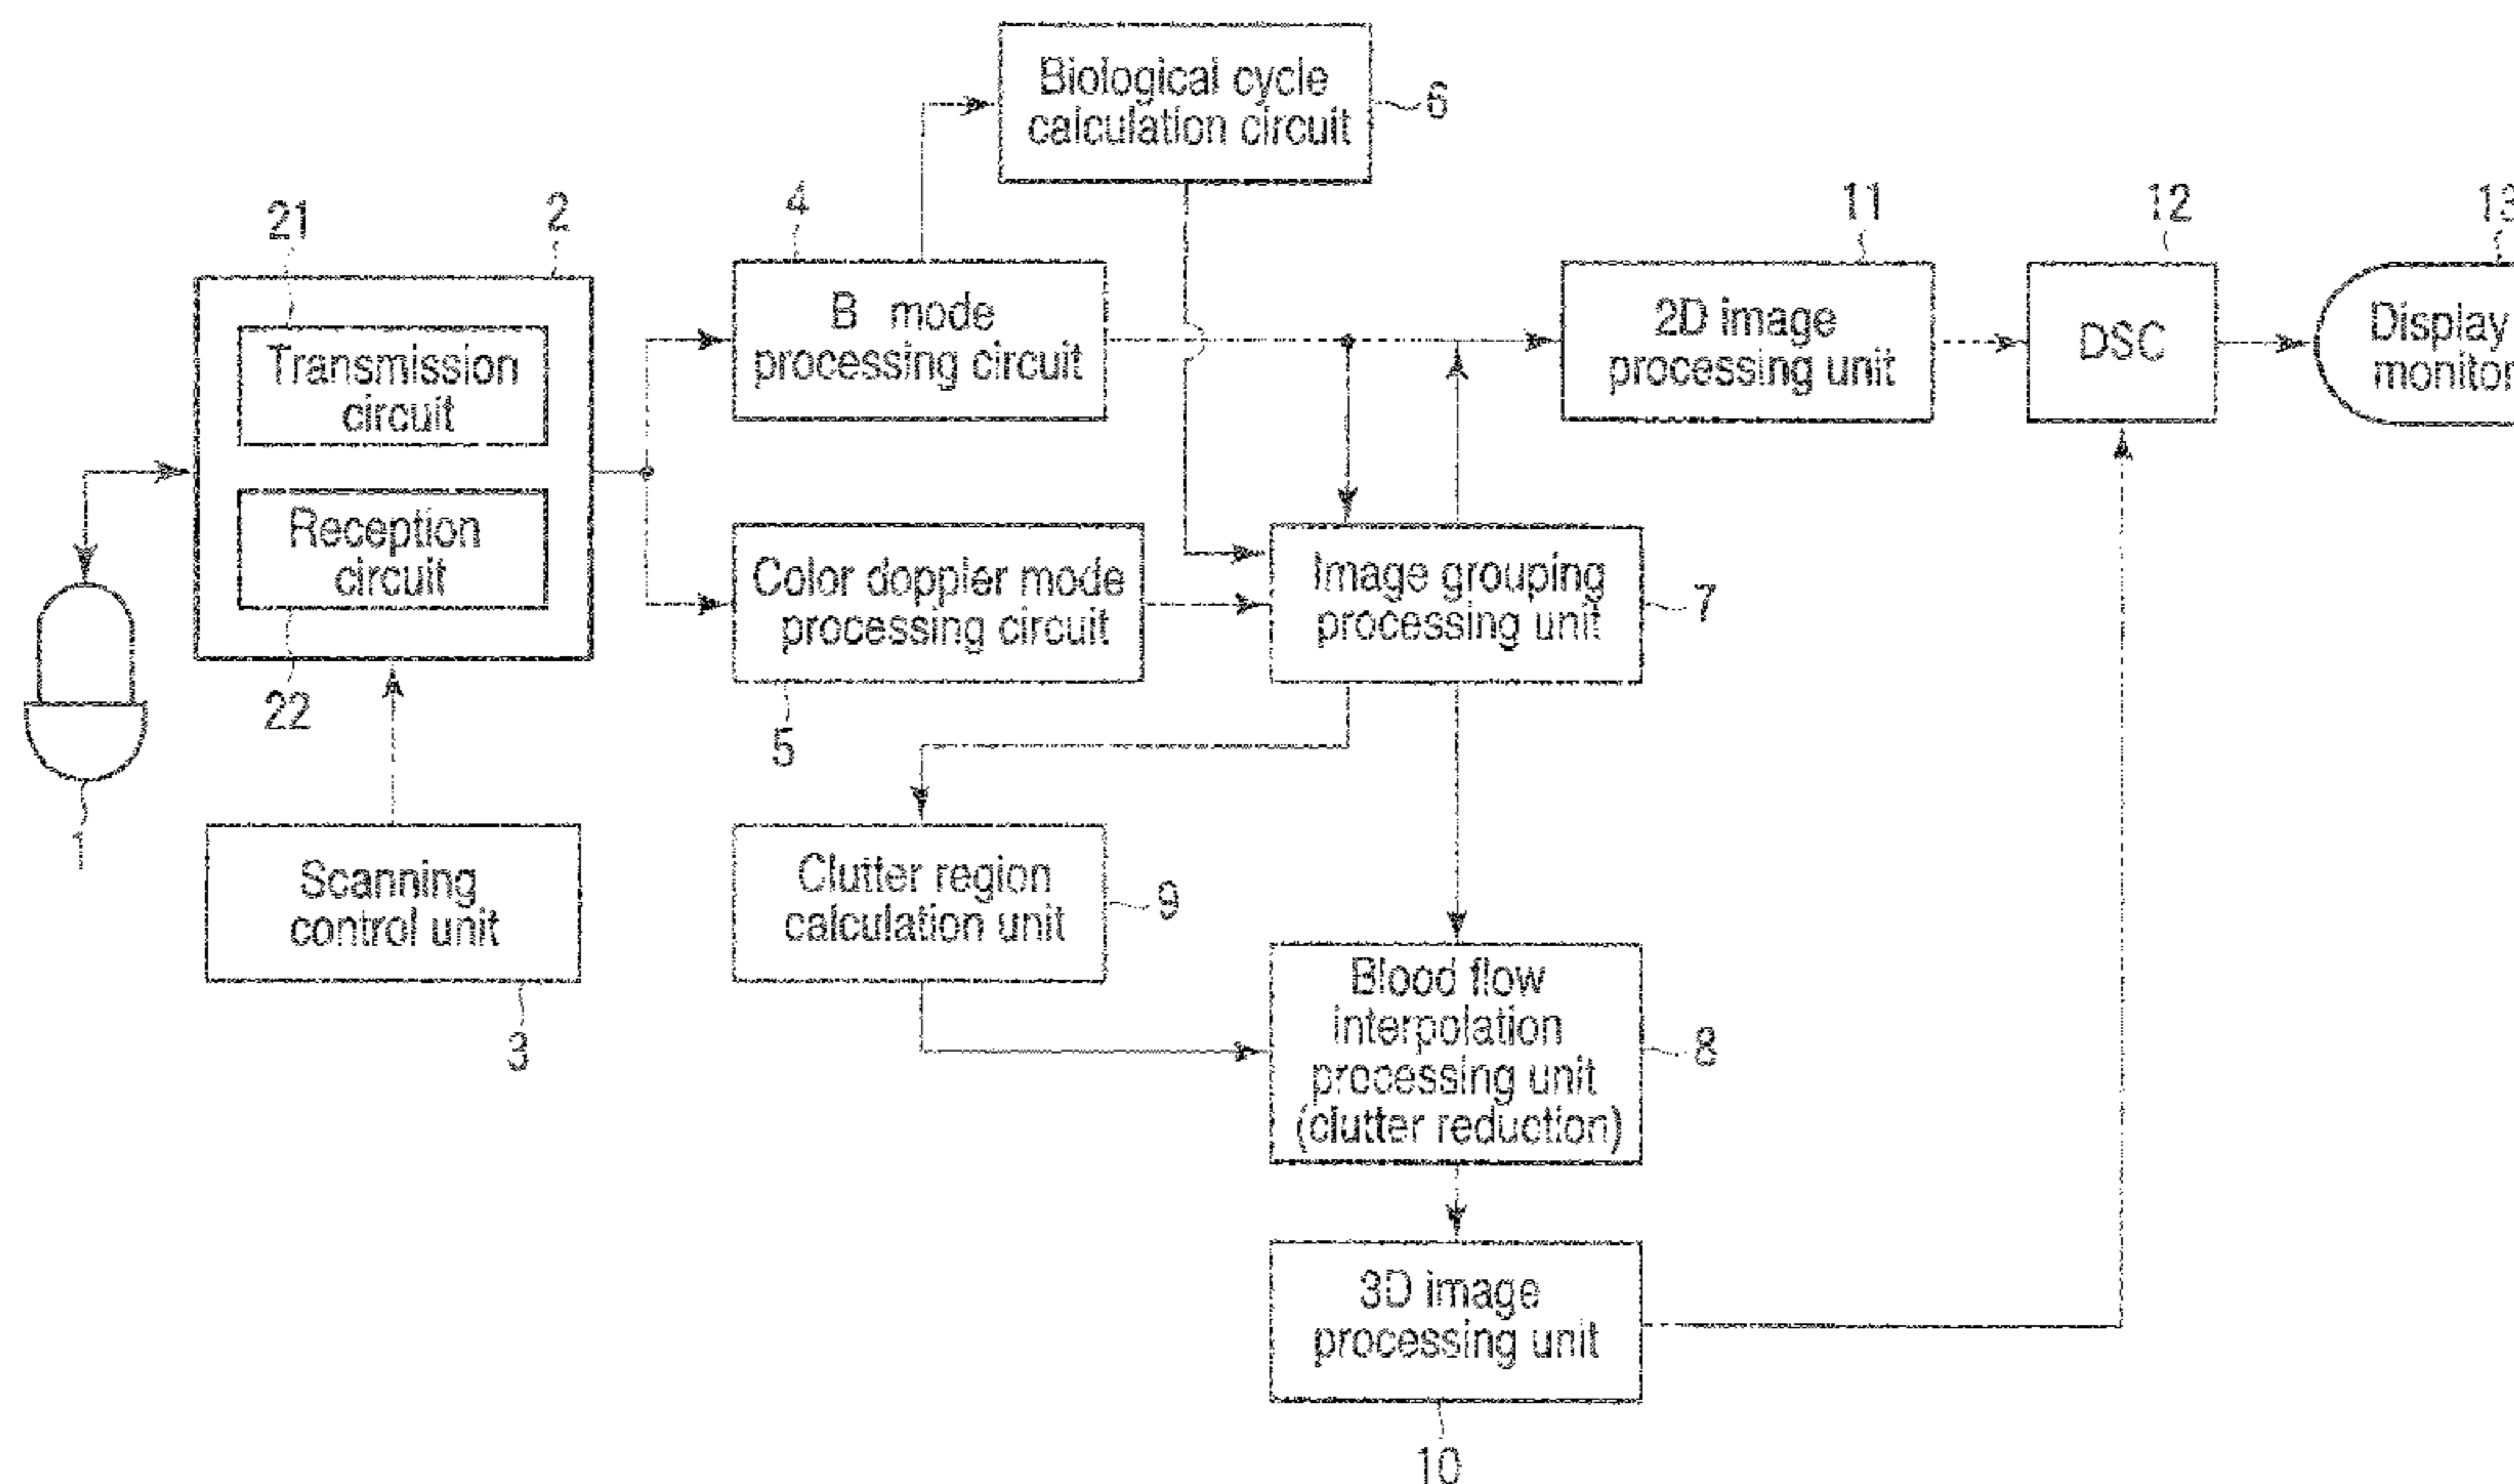 Biological cycle
calculation circuit
6
21
2
4
11
12
13
Transmission
circuit
B mode
processing circuit
2D image
processing unit
DSC
Display
monitor
Reception
circuit
Color doppler mode
processing circuit
Image grouping
processing unit
7
22
5
1
Scanning
control unit
3
Clutter region
calculation unit
9
Blood flow
interpolation
processing unit
(clutter reduction)
8
3D image
processing unit
10